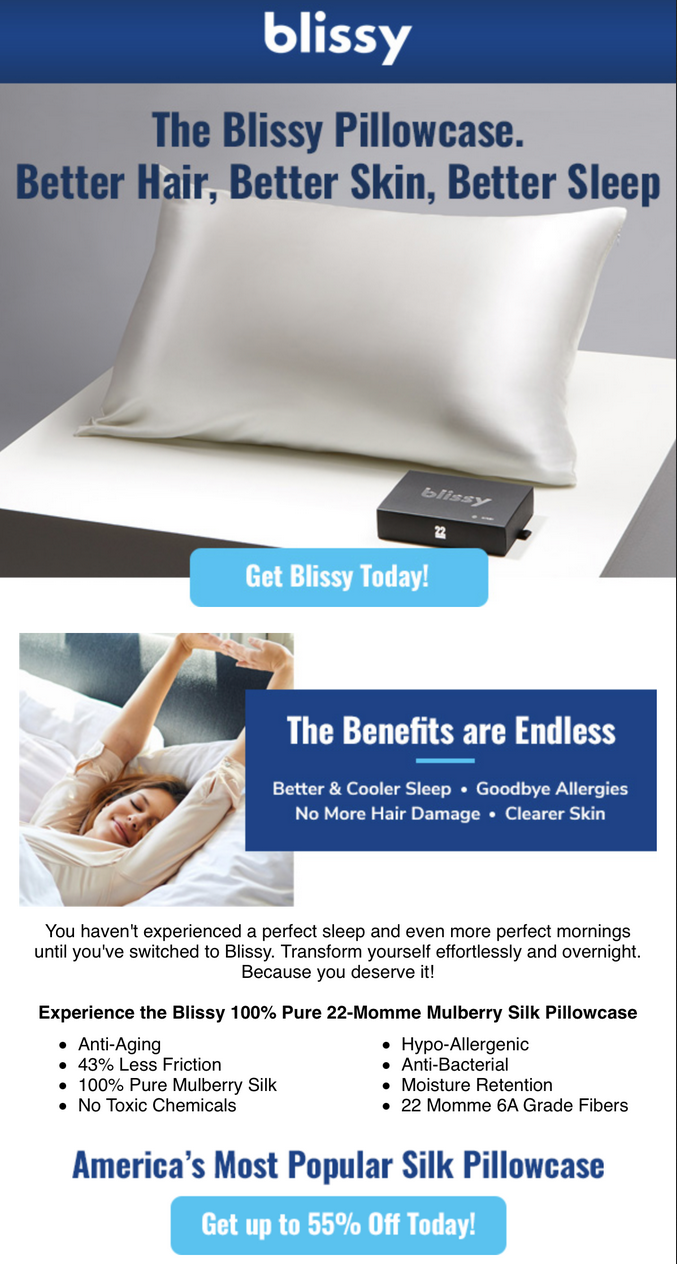 blissy
The Blissy Pillowcase.
Better Hair, Better Skin, Better Sleep
blissy
22
Get Blissy Today!
The Benefits are Endless
Better & Cooler Sleep • Goodbye Allergies
No More Hair Damage • Clearer Skin
You haven't experienced a perfect sleep and even more perfect mornings
until you've switched to Blissy. Transform yourself effortlessly and overnight.
Because you deserve it!
Experience the Blissy 100% Pure 22-Momme Mulberry Silk Pillowcase
• Anti-Aging
• 43% Less Friction
• 100% Pure Mulberry Silk
• No Toxic Chemicals
• Hypo-Allergenic
• Anti-Bacterial
• Moisture Retention
• 22 Momme 6A Grade Fibers
America's Most Popular Silk Pillowcase
Get up to 55% Off Today!